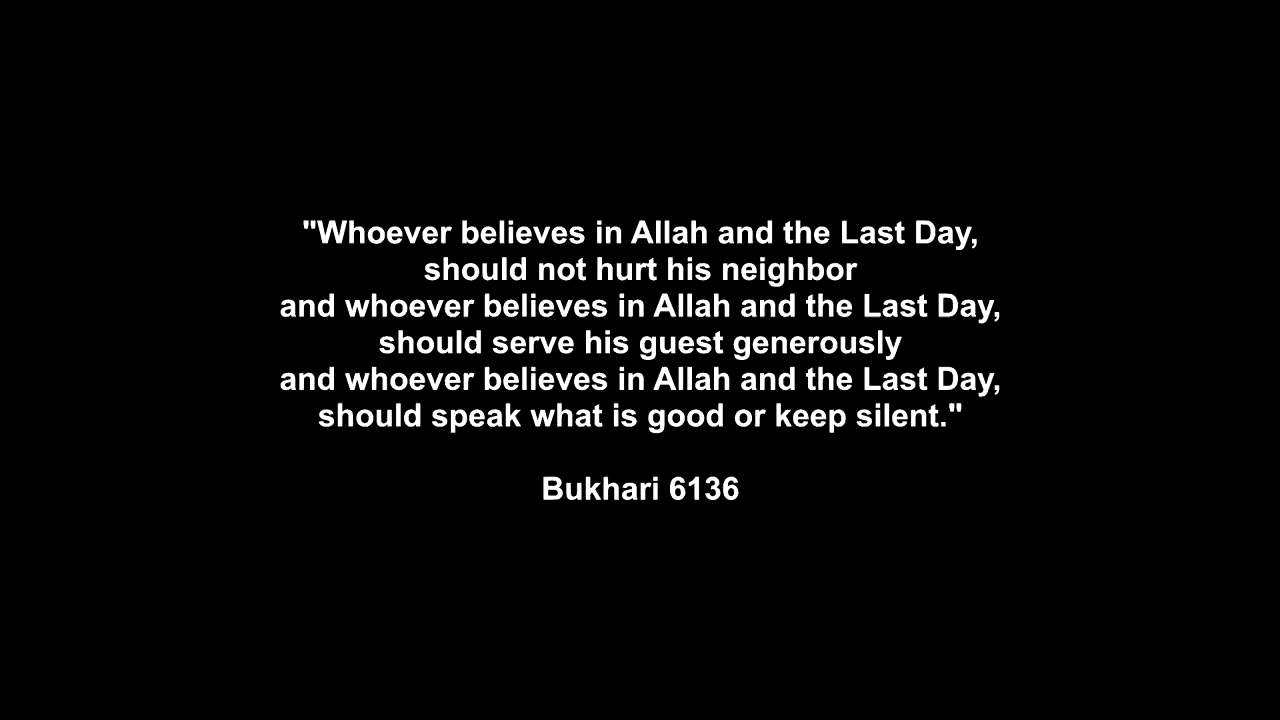 "Whoever believes in Allah and the Last Day,
should not hurt his neighbor
and whoever believes in Allah and the Last Day,
should serve his guest generously
and whoever believes in Allah and the Last Day,
should speak what is good or keep silent."
Bukhari 6136